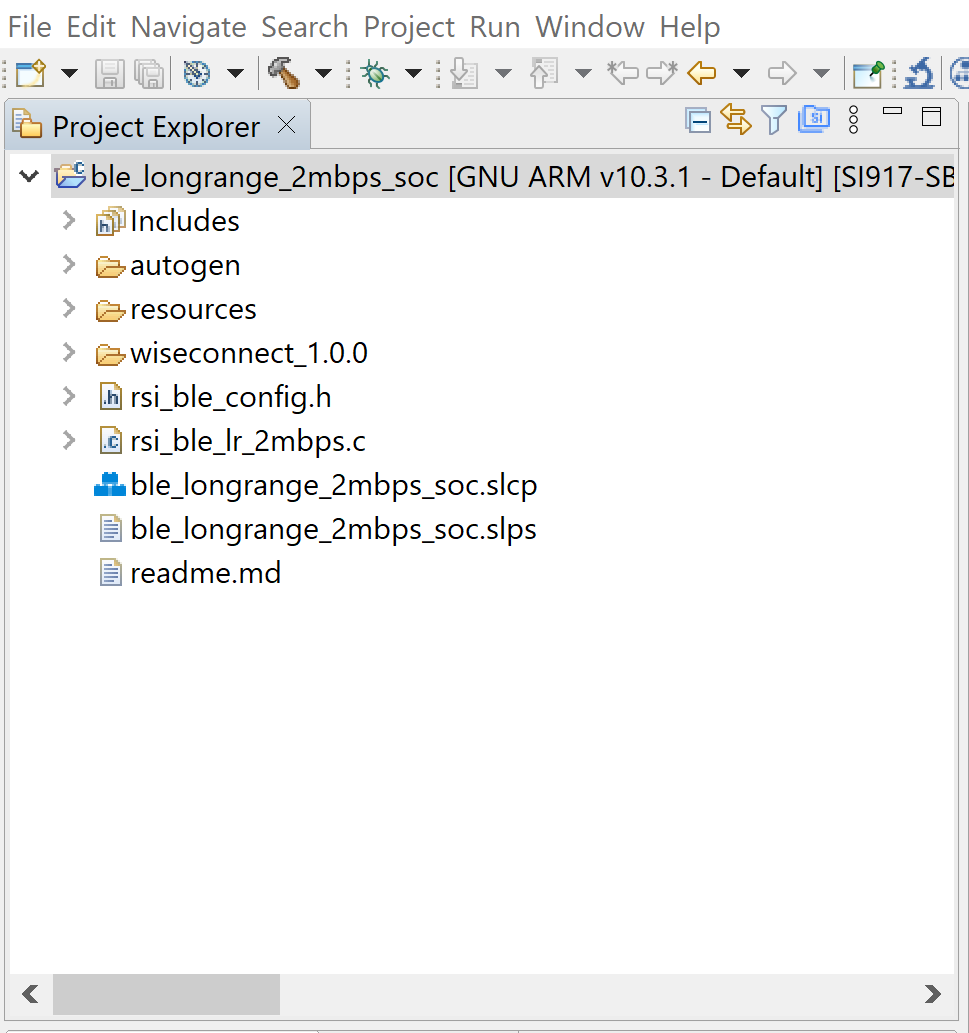 File Edit Navigate Search Project Run Window Help
Project Explorer
ble_longrange_2mbps_soc [GNU ARM v10.3.1 - Default] [SI917-SB
Includes
autogen
resources
wiseconnect_1.0.0
rsi_ble_config.h
rsi_ble_lr_2mbps.c
ble_longrange_2mbps_soc.slcp
ble_longrange_2mbps_soc.slps
readme.md